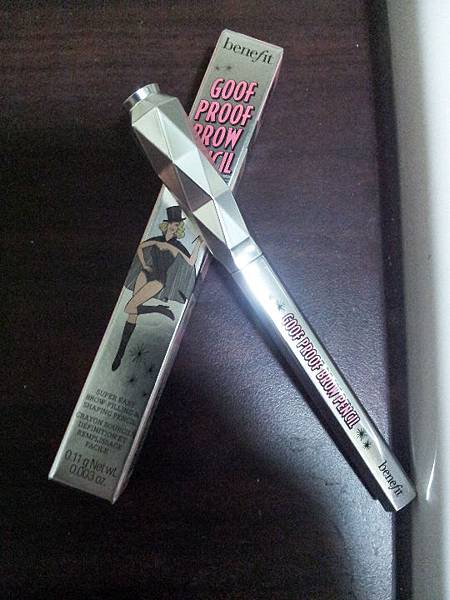 benefit
GOOF
PROOF
BROW
SUPER EASY
BROW-FILLING &
SHAPING PENCIL
CRAYON SOURCILS
DÉFINITION ET
REMPLISSAGE
FACILE
0.11 g Net wt.
0.003 oz.
GOOF PROOF BROW PENCIL
benefit